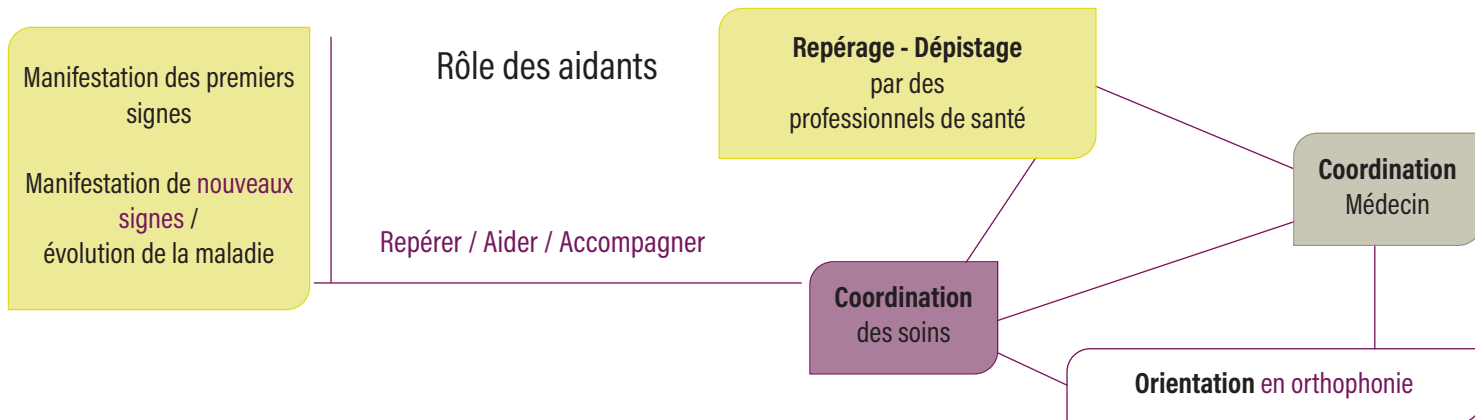 Manifestation des premiers
signes
Manifestation de nouveaux
signes /
évolution de la maladie
Rôle des aidants
Repérer / Aider / Accompagner
Repérage - Dépistage
par des
professionnels de santé
Coordination
des soins
Coordination
Médecin
Orientation en orthophonie